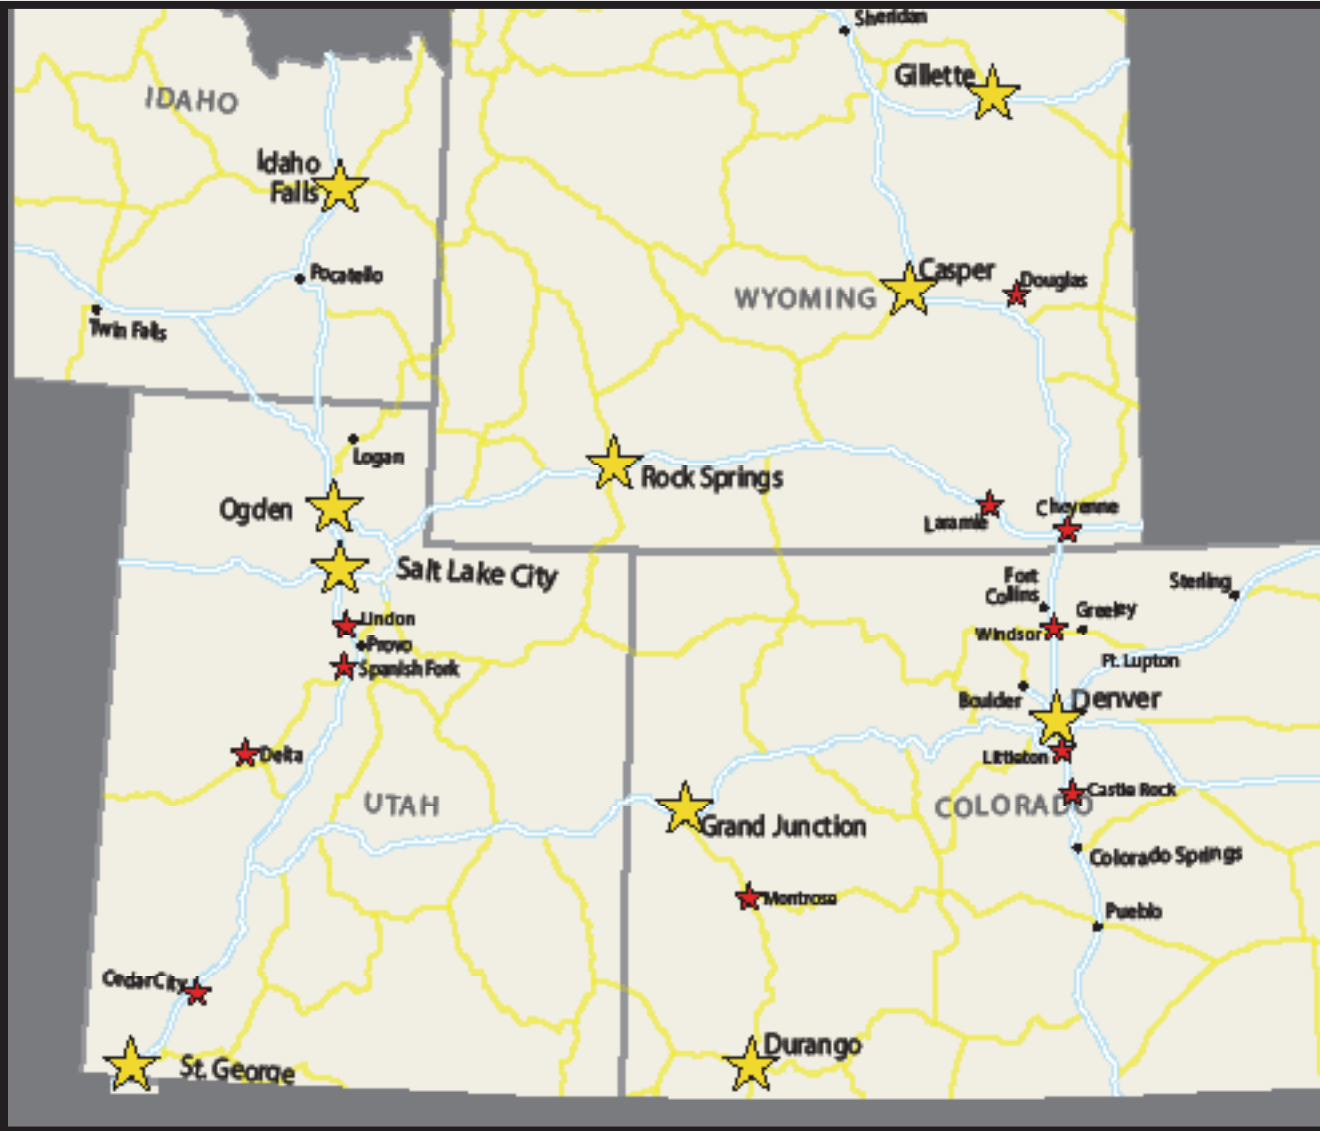 Sheridan
Gillette
IDAHO
Idaho
Falls
Pocatello
Twin Falls
Casper
Douglas
WYOMING
Logan
Ogden
Rock Springs
Laramie
Cheyenne
Salt Lake City
Fort
Collins
Sterling
Greeley
Lindon
Windsor
Provo
Spanish Fork
Ft. Lupton
Boulder
Denver
Delta
Littleton
Castle Rock
UTAH
COLORADO
Grand Junction
Colorado Springs
Montrose
Pueblo
Cedar City
Durango
St. George